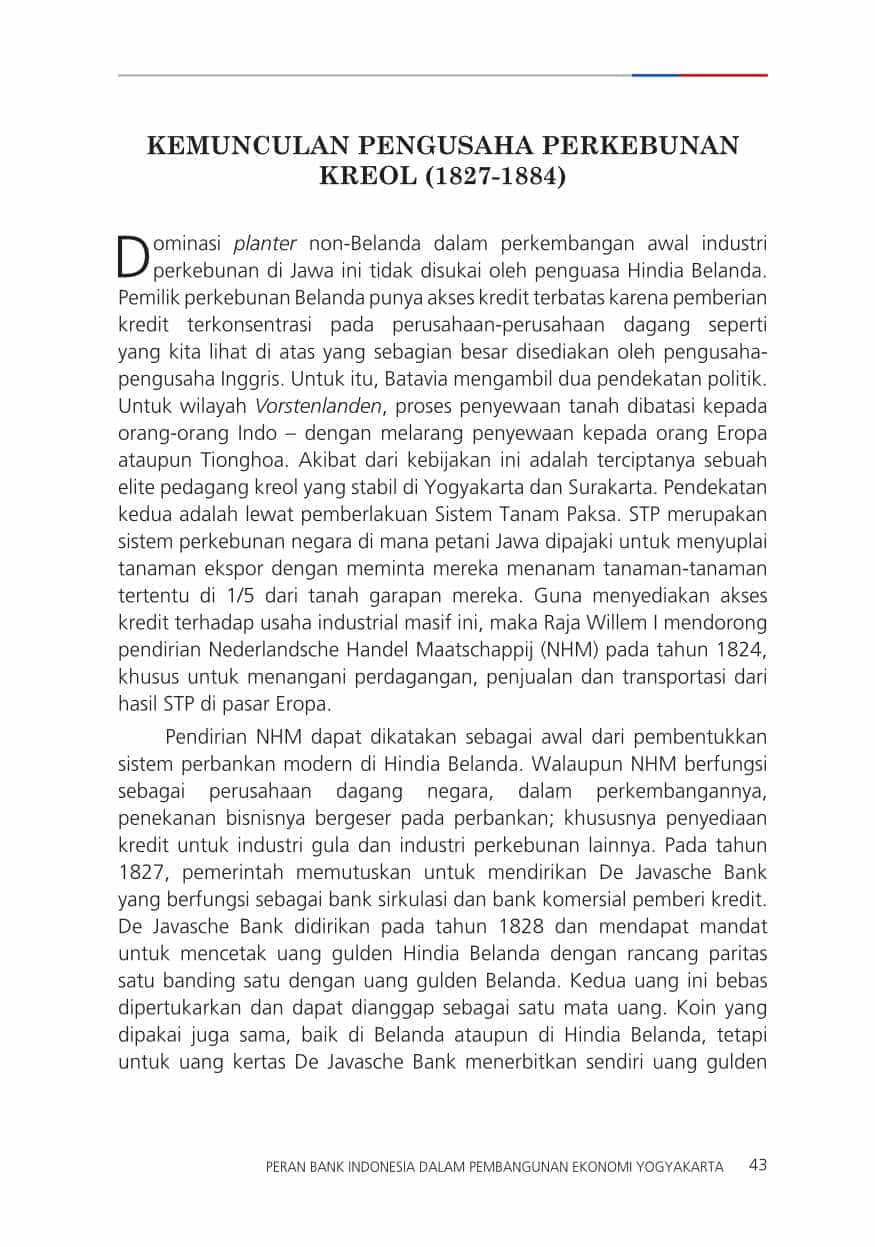 KEMUNCULAN PENGUSAHA PERKEBUNAN
KREOL (1827-1884)
Dominasi planter non-Belanda dalam perkembangan awal industri
perkebunan di Jawa ini tidak disukai oleh penguasa Hindia Belanda.
Pemilik perkebunan Belanda punya akses kredit terbatas karena pemberian
kredit terkonsentrasi pada perusahaan-perusahaan dagang seperti
yang kita lihat di atas yang sebagian besar disediakan oleh pengusaha-
pengusaha Inggris. Untuk itu, Batavia mengambil dua pendekatan politik.
Untuk wilayah Vorstenlanden, proses penyewaan tanah dibatasi kepada
orang-orang Indo – dengan melarang penyewaan kepada orang Eropa
ataupun Tionghoa. Akibat dari kebijakan ini adalah terciptanya sebuah
elite pedagang kreol yang stabil di Yogyakarta dan Surakarta. Pendekatan
kedua adalah lewat pemberlakuan Sistem Tanam Paksa. STP merupakan
sistem perkebunan negara di mana petani Jawa dipajaki untuk menyuplai
tanaman ekspor dengan meminta mereka menanam tanaman-tanaman
tertentu di 1/5 dari tanah garapan mereka. Guna menyediakan akses
kredit terhadap usaha industrial masif ini, maka Raja Willem I mendorong
pendirian Nederlandsche Handel Maatschappij (NHM) pada tahun 1824,
khusus untuk menangani perdagangan, penjualan dan transportasi dari
hasil STP di pasar Eropa.
Pendirian NHM dapat dikatakan sebagai awal dari pembentukkan
sistem perbankan modern di Hindia Belanda. Walaupun NHM berfungsi
sebagai perusahaan dagang negara, dalam perkembangannya,
penekanan bisnisnya bergeser pada perbankan; khususnya penyediaan
kredit untuk industri gula dan industri perkebunan lainnya. Pada tahun
1827, pemerintah memutuskan untuk mendirikan De Javasche Bank
yang berfungsi sebagai bank sirkulasi dan bank komersial pemberi kredit.
De Javasche Bank didirikan pada tahun 1828 dan mendapat mandat
untuk mencetak uang gulden Hindia Belanda dengan rancang paritas
satu banding satu dengan uang gulden Belanda. Kedua uang ini bebas
dipertukarkan dan dapat dianggap sebagai satu mata uang. Koin yang
dipakai juga sama, baik di Belanda ataupun di Hindia Belanda, tetapi
untuk uang kertas De Javasche Bank menerbitkan sendiri uang gulden
PERAN BANK INDONESIA DALAM PEMBANGUNAN EKONOMI YOGYAKARTA 43